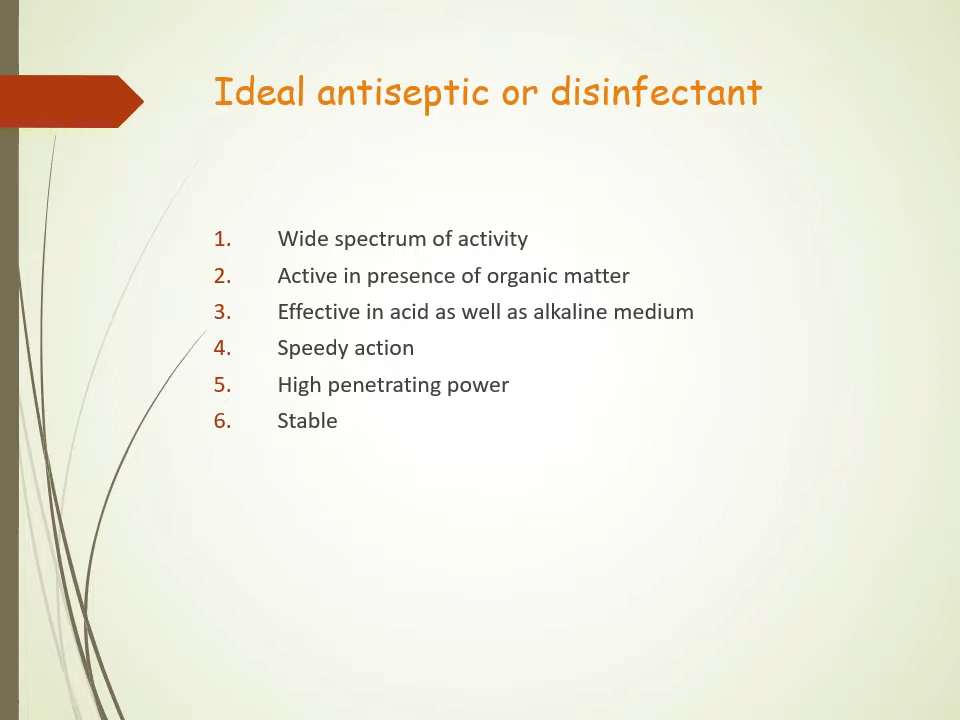 Ideal antiseptic or disinfectant
1. Wide spectrum of activity
2. Active in presence of organic matter
3. Effective in acid as well as alkaline medium
4. Speedy action
5. High penetrating power
6. Stable